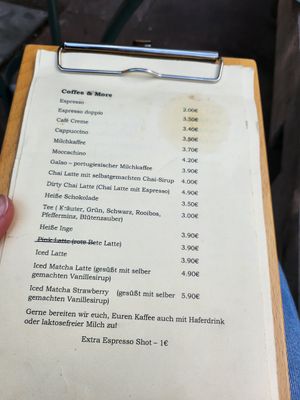 Coffee & More
Espresso 2.00€
Espresso doppio 3.50€
Café Creme 3.40€
Cappuccino 3.50€
Milchkaffee 3.70€
Moccachino 4.20€
Galao - portugiesischer Milchkaffee 3.90€
Chai Latte mit selbstgemachten Chai-Sirup 4.00€
Dirty Chai Latte (Chai Latte mit Espresso) 4.90€
Heiße Schokolade 3.50€
Tee ( Kräuter, Grün, Schwarz, Rooibos, 3.00€
Pfefferminz, Blütenzauber)
Heiße Inge 3.90€
Pink Latte (rote Bete Latte) 3.90€
Iced Latte 3.90€
Iced Matcha Latte (gesüßt mit selber 4.90€
gemachten Vanillesirup)
Iced Matcha Strawberry (gesüßt mit selber 5.90€
gemachten Vanillesirup)
Gerne bereiten wir euch, Euren Kaffee auch mit Haferdrink
oder laktosefreier Milch zu!
Extra Espresso Shot – 1€